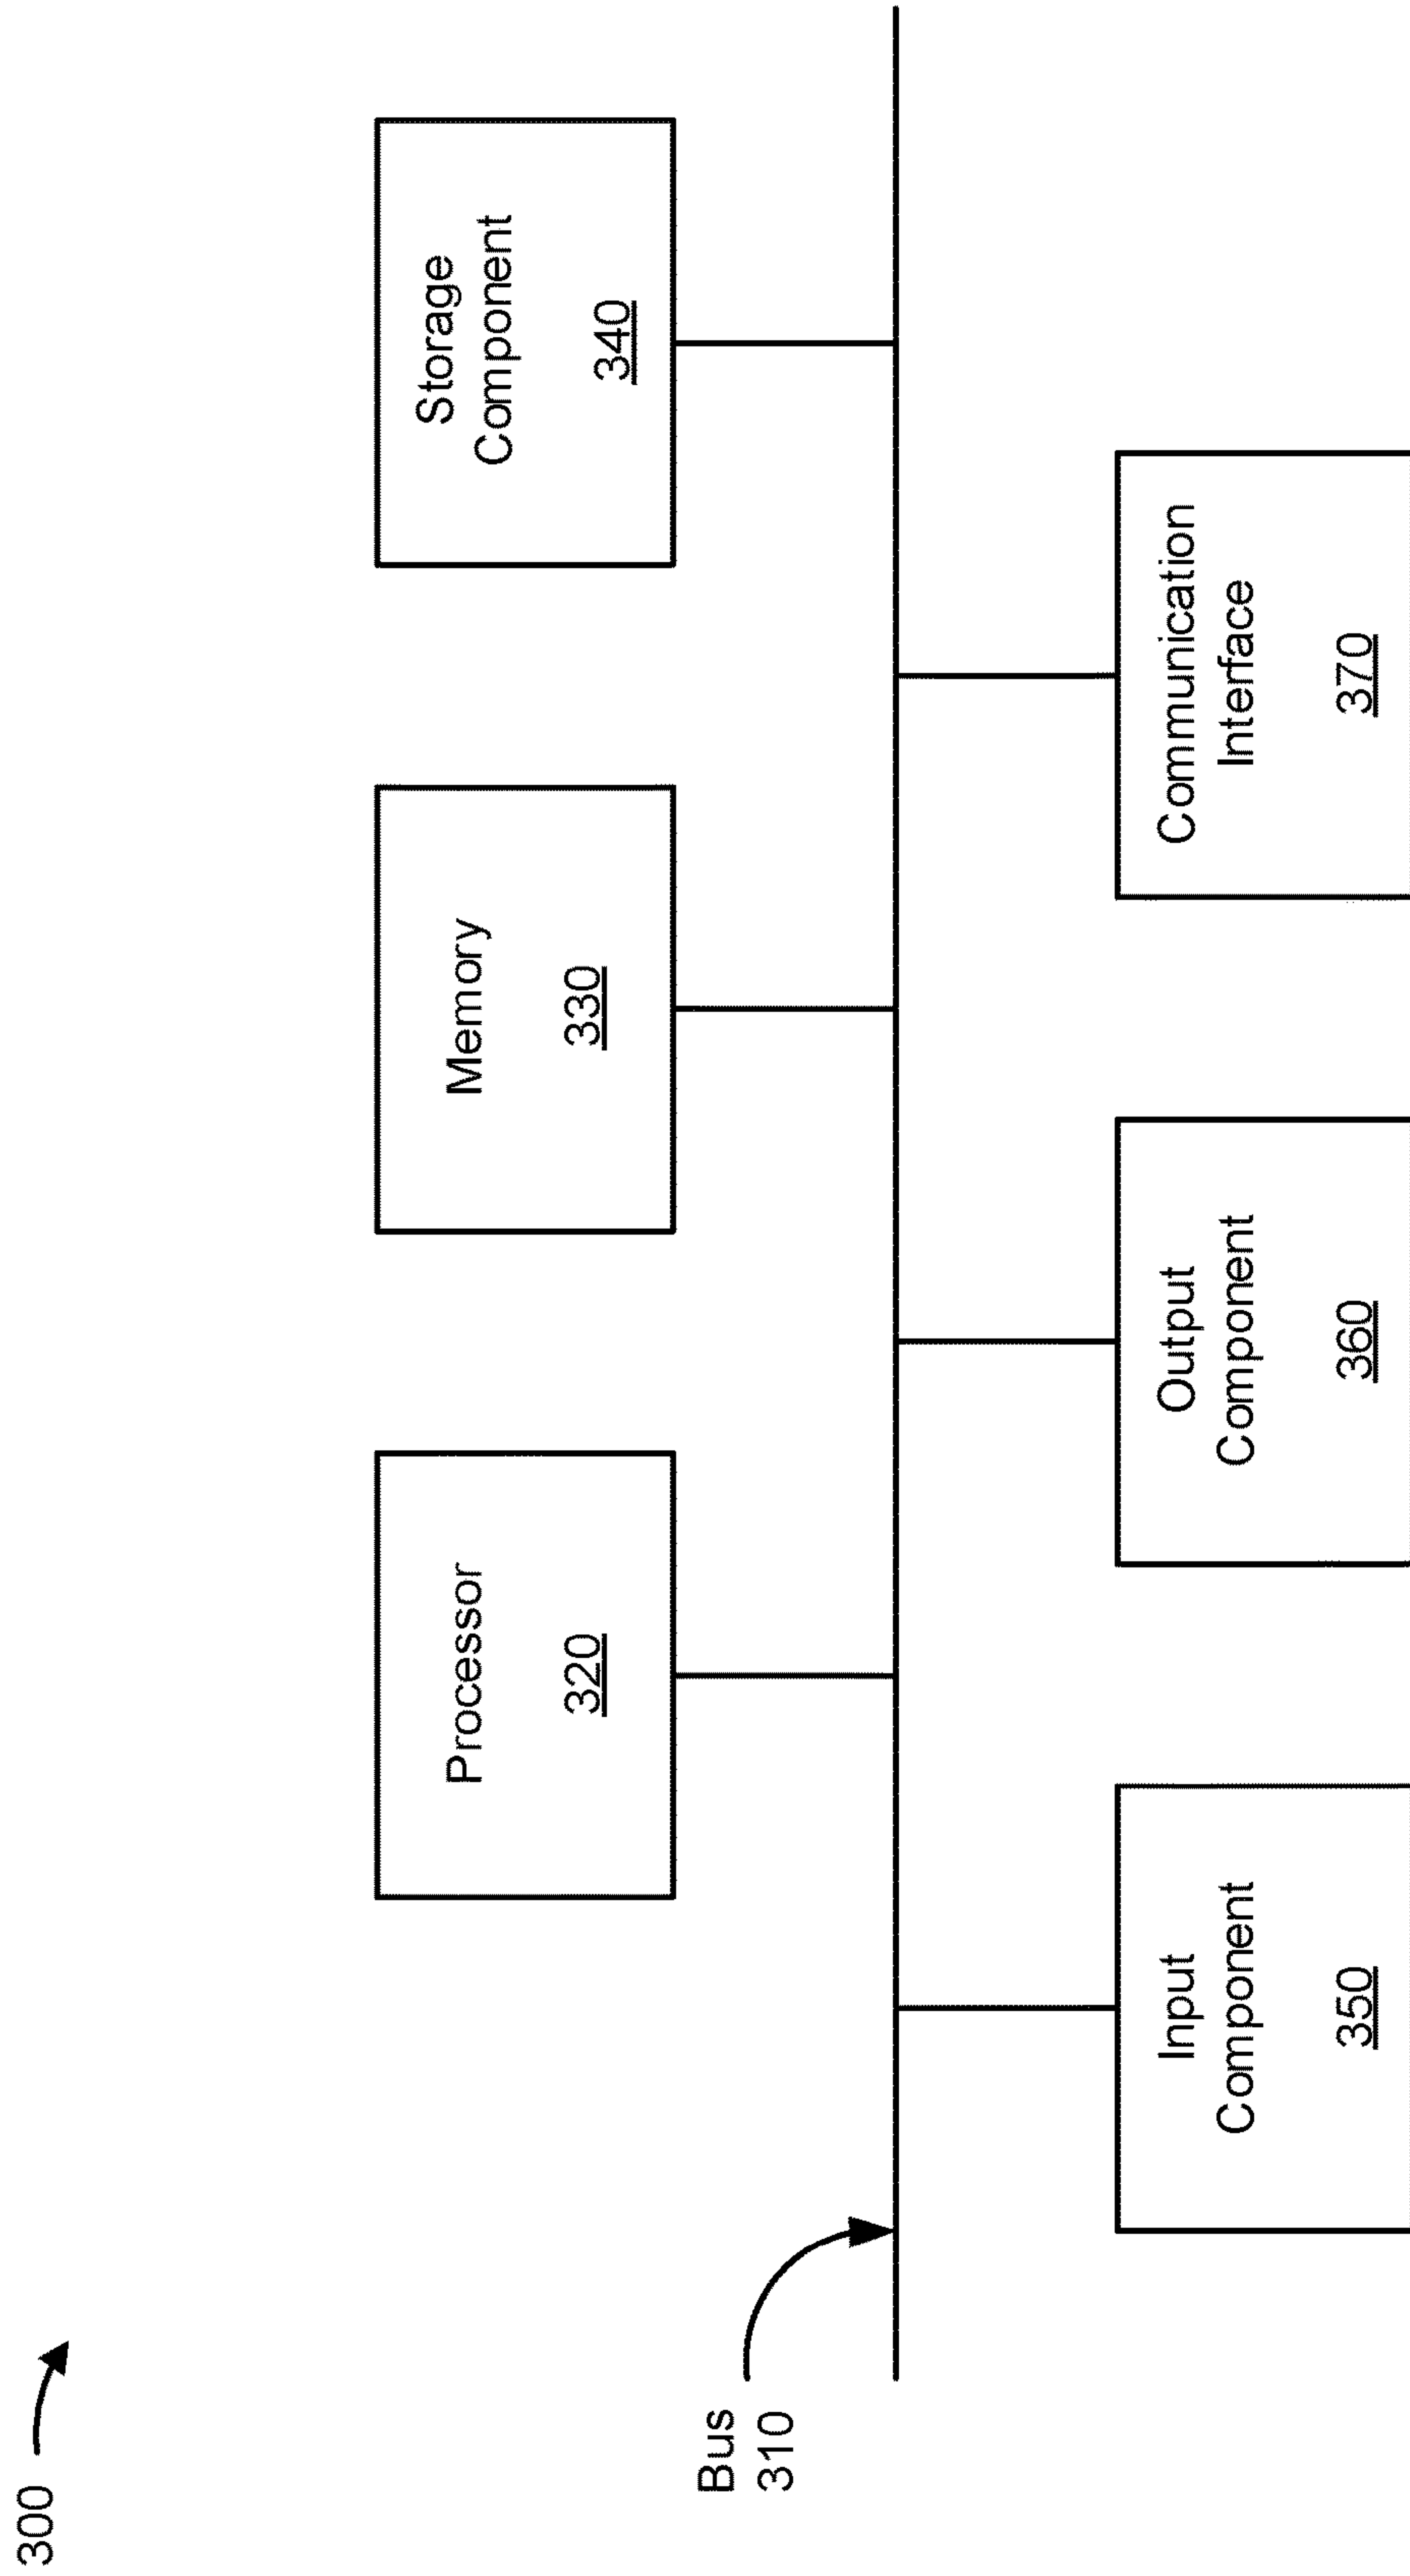 300
Processor
320
Memory
330
Storage
Component
340
Bus
310
Input
Component
350
Output
Component
360
Communication
Interface
370